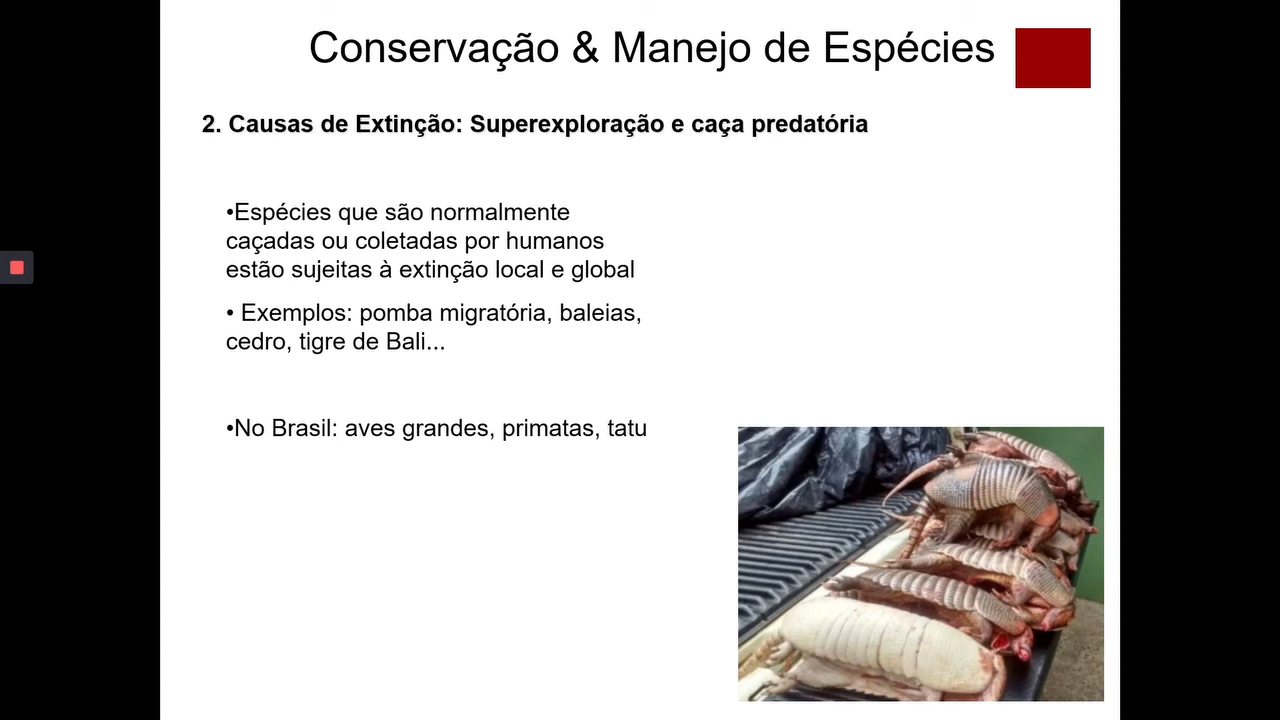 Conservação & Manejo de Espécies
2. Causas de Extinção: Superexploração e caça predatória
•Espécies que são normalmente
caçadas ou coletadas por humanos
estão sujeitas à extinção local e global
• Exemplos: pomba migratória, baleias,
cedro, tigre de Bali...
•No Brasil: aves grandes, primatas, tatu